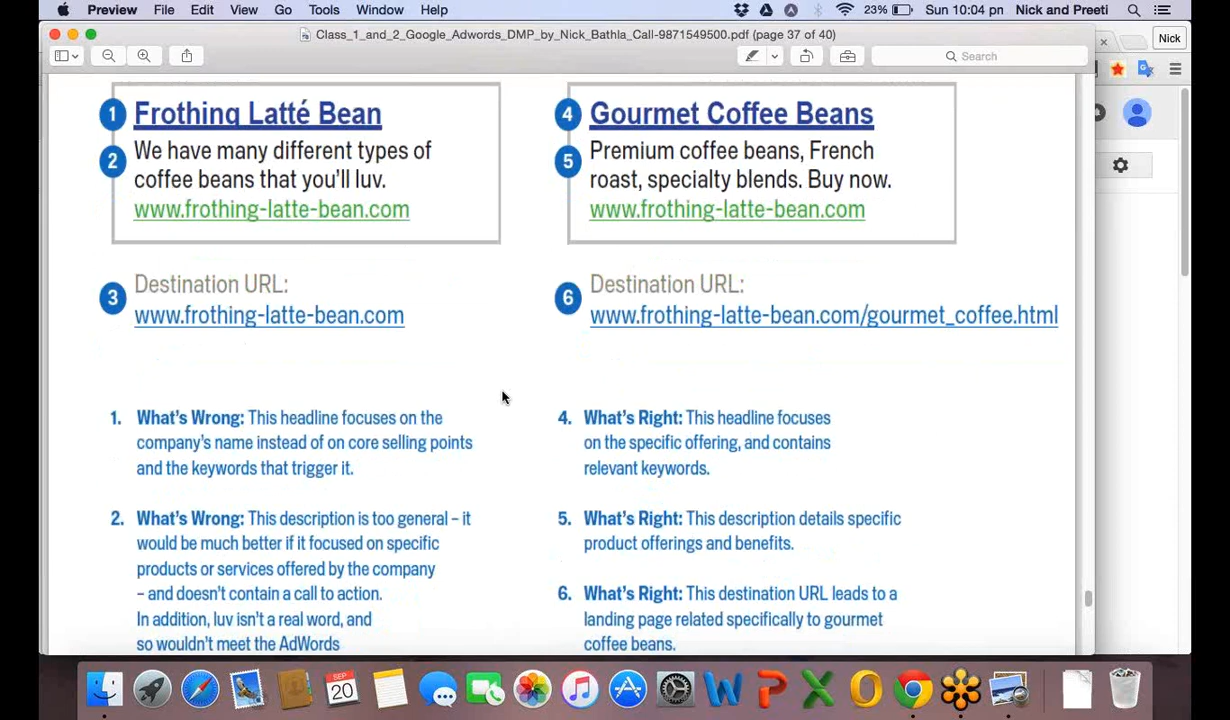 Preview File Edit View Go Tools Window Help 23% Sun 10:04 pm Nick and Preeti
Class_1_and_2_Google_Adwords_DMP_by_Nick_Bathla_Call-9871549500.pdf (page 37 of 40)
Nick
Search
1 Frothing Latté Bean
2 We have many different types of
coffee beans that you'll luv.
www.frothing-latte-bean.com
3 Destination URL:
www.frothing-latte-bean.com
4 Gourmet Coffee Beans
5 Premium coffee beans, French
roast, specialty blends. Buy now.
www.frothing-latte-bean.com
6 Destination URL:
www.frothing-latte-bean.com/gourmet_coffee.html
1. What's Wrong: This headline focuses on the
company's name instead of on core selling points
and the keywords that trigger it.
2. What's Wrong: This description is too general – it
would be much better if it focused on specific
products or services offered by the company
– and doesn't contain a call to action.
In addition, luv isn't a real word, and
so wouldn't meet the AdWords
4. What's Right: This headline focuses
on the specific offering, and contains
relevant keywords.
5. What's Right: This description details specific
product offerings and benefits.
6. What's Right: This destination URL leads to a
landing page related specifically to gourmet
coffee beans.
SEP
20